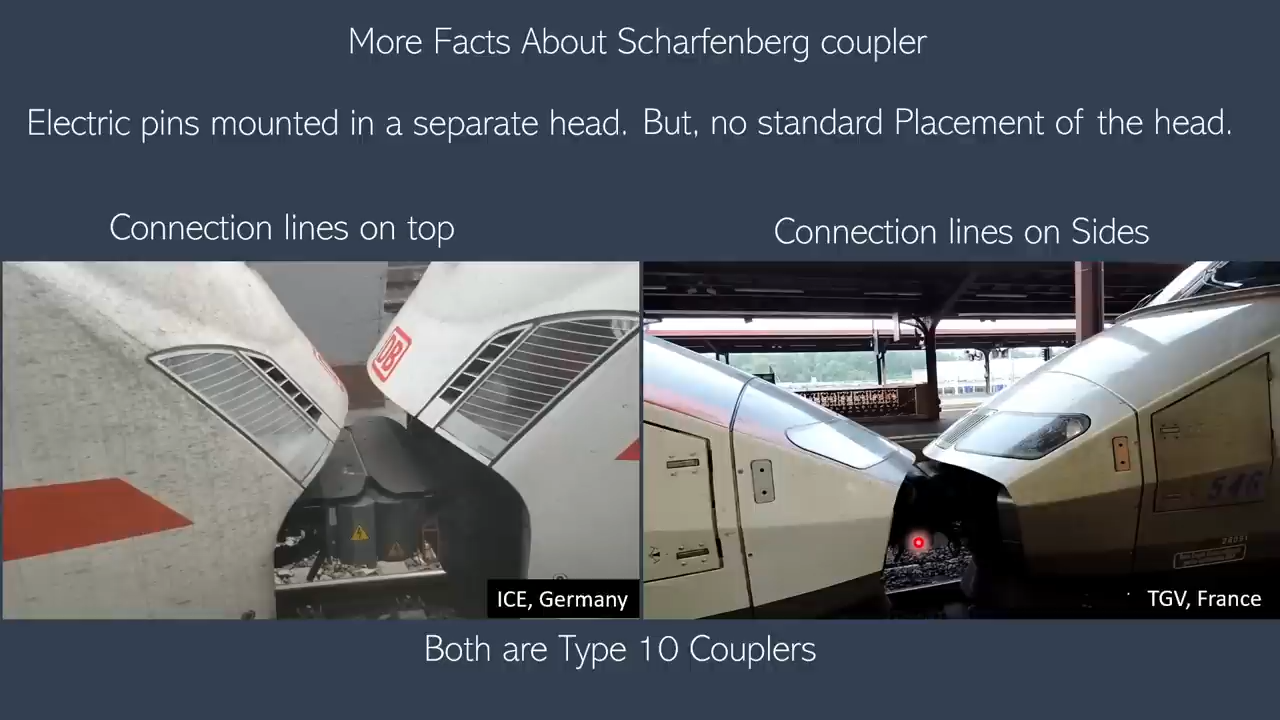 More Facts About Scharfenberg coupler
Electric pins mounted in a separate head. But, no standard Placement of the head.
Connection lines on top
Connection lines on Sides
DB
546
ICE, Germany
TGV, France
Both are Type 10 Couplers